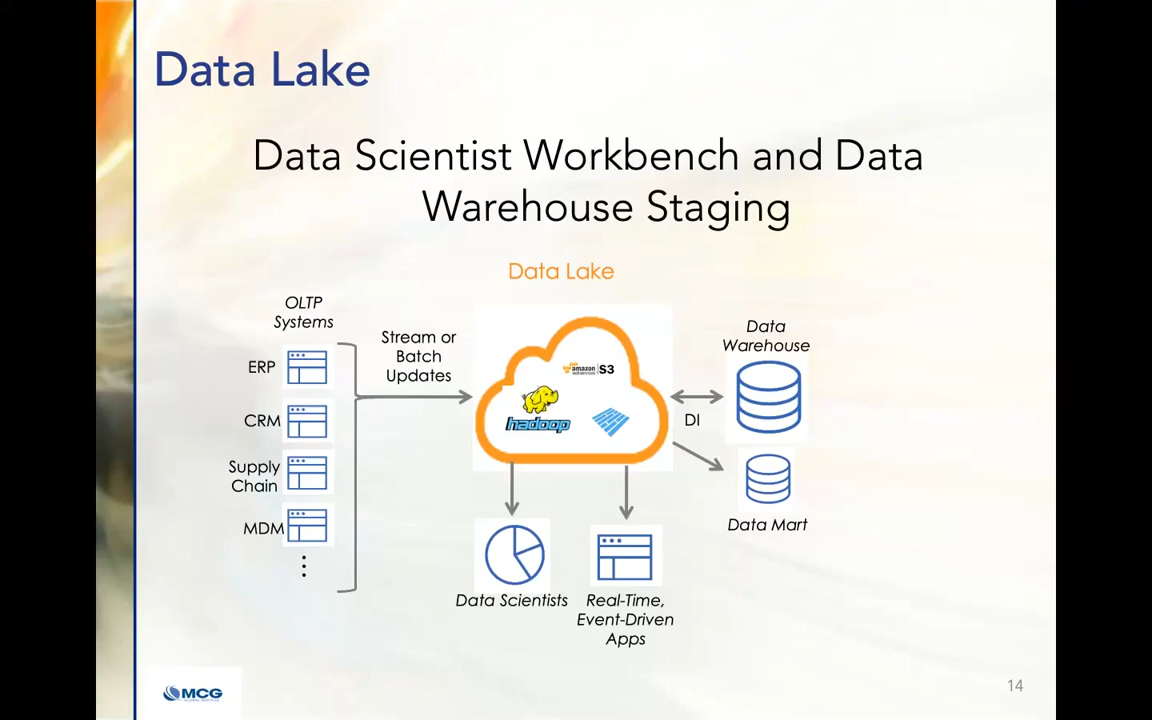 Data Lake
Data Scientist Workbench and Data
Warehouse Staging
Data Lake
OLTP
Systems
ERP
CRM
Supply
Chain
MDM
Stream or
Batch
Updates
amazon
webservices
S3
hadoop
DI
Data
Warehouse
Data Mart
Data Scientists
Real-Time,
Event-Driven
Apps
MCG
14